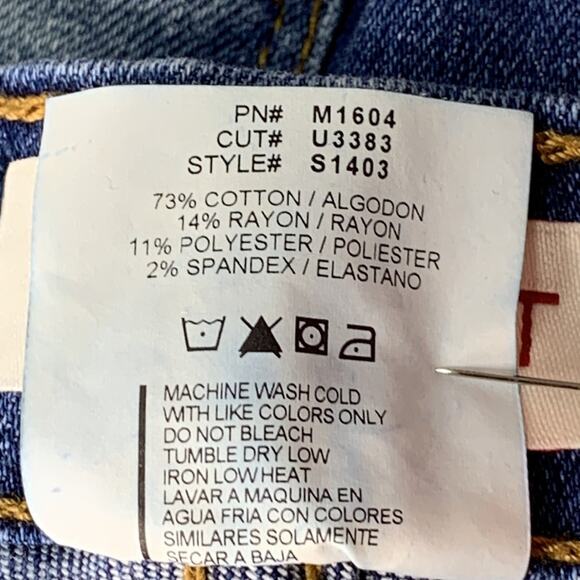 PN# M1604
CUT# U3383
STYLE# S1403
73% COTTON / ALGODON
14% RAYON / RAYON
11% POLYESTER / POLIESTER
2% SPANDEX / ELASTANO
T
MACHINE WASH COLD
WITH LIKE COLORS ONLY
DO NOT BLEACH
TUMBLE DRY LOW
IRON LOW HEAT
LAVAR A MAQUINA EN
AGUA FRIA CON COLORES
SIMILARES SOLAMENTE
SECAR A BAJA